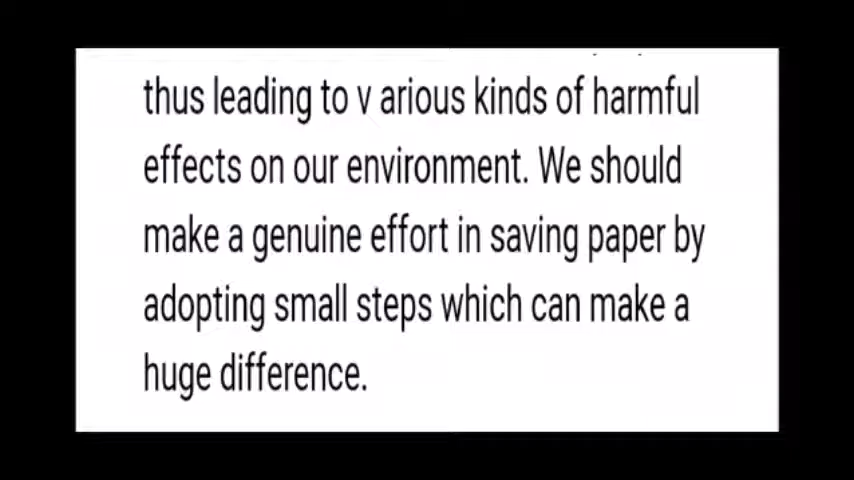 thus leading to v arious kinds of harmful
effects on our environment. We should
make a genuine effort in saving paper by
adopting small steps which can make a
huge difference.